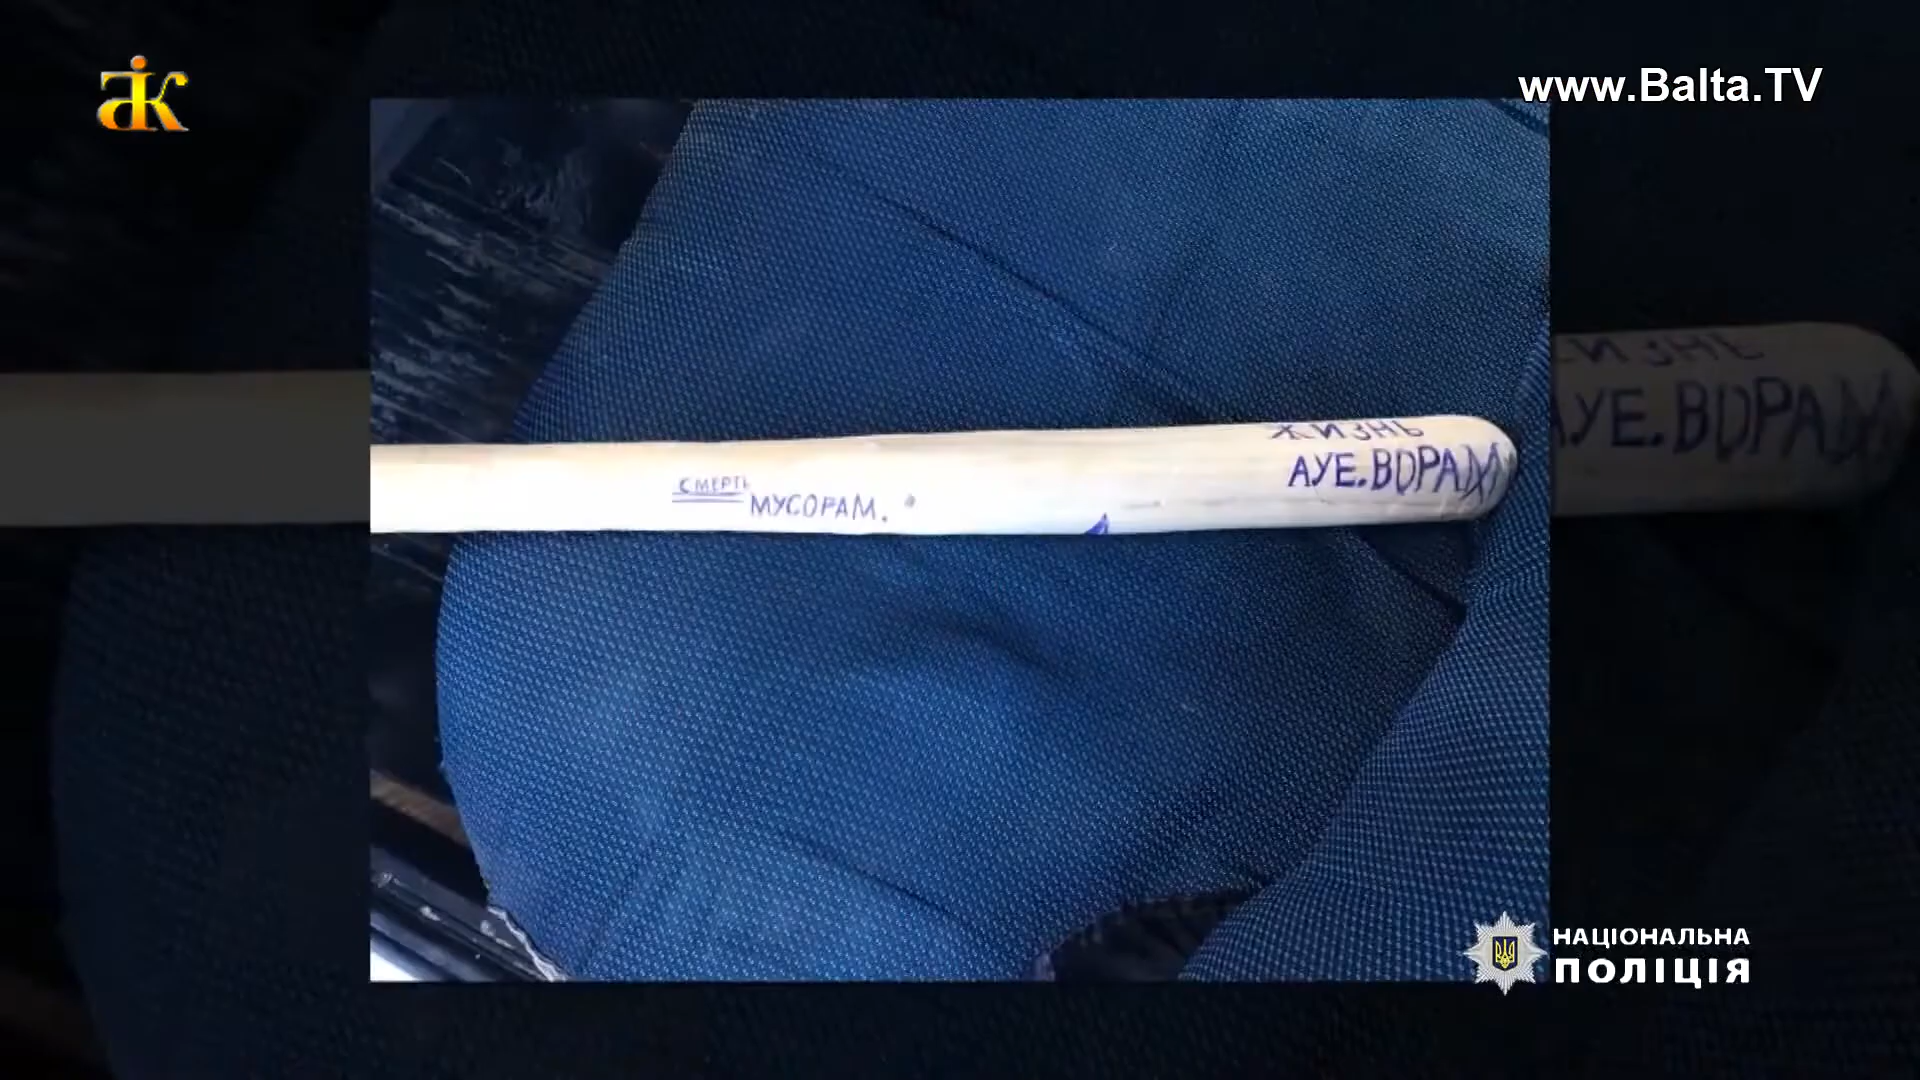 www.Balta.TV
ЖИЗНЬ
АУЕ.ВОРАМ
СМЕРТЬ
МУСОРАМ.
НАЦІОНАЛЬНА
ПОЛІЦІЯ